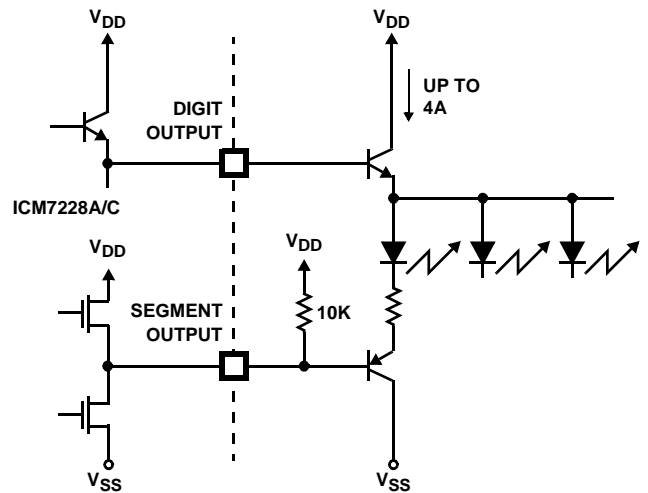 VDD
VDD
DIGIT
OUTPUT
UP TO
4A
ICM7228A/C
VDD
VDD
SEGMENT
OUTPUT
10K
VSS
VSS